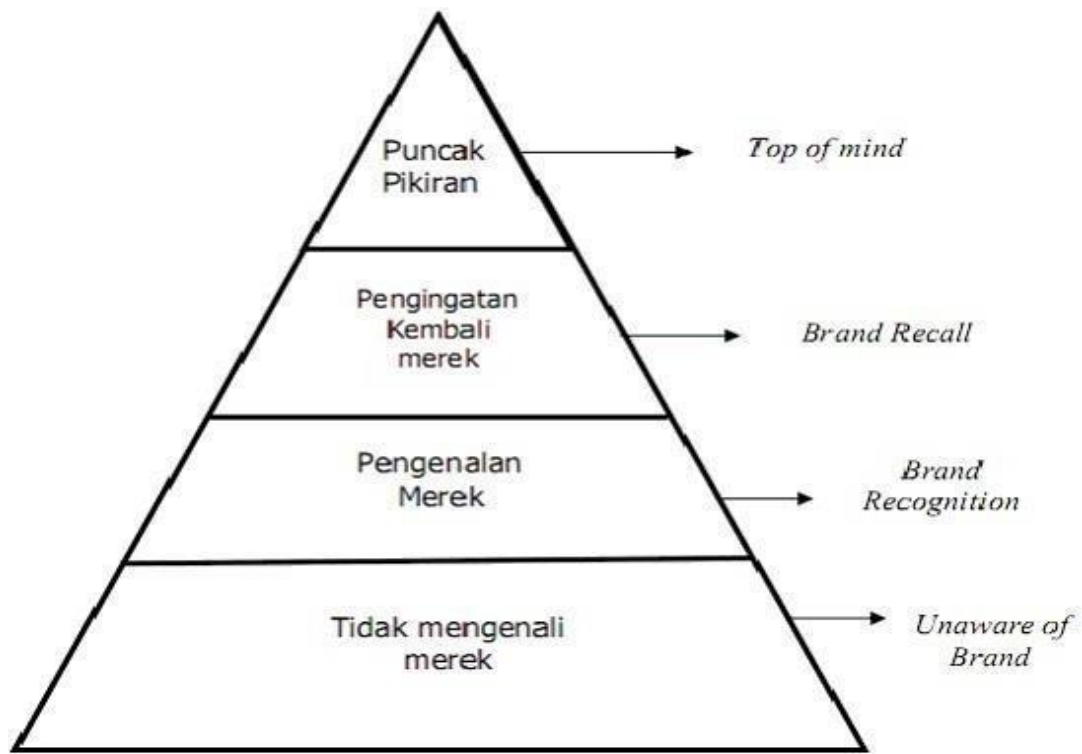 Puncak
Pikiran
Top of mind
Pengingatan
Kembali
merek
Brand Recall
Pengenalan
Merek
Brand
Recognition
Tidak mengenali
merek
Unaware of
Brand